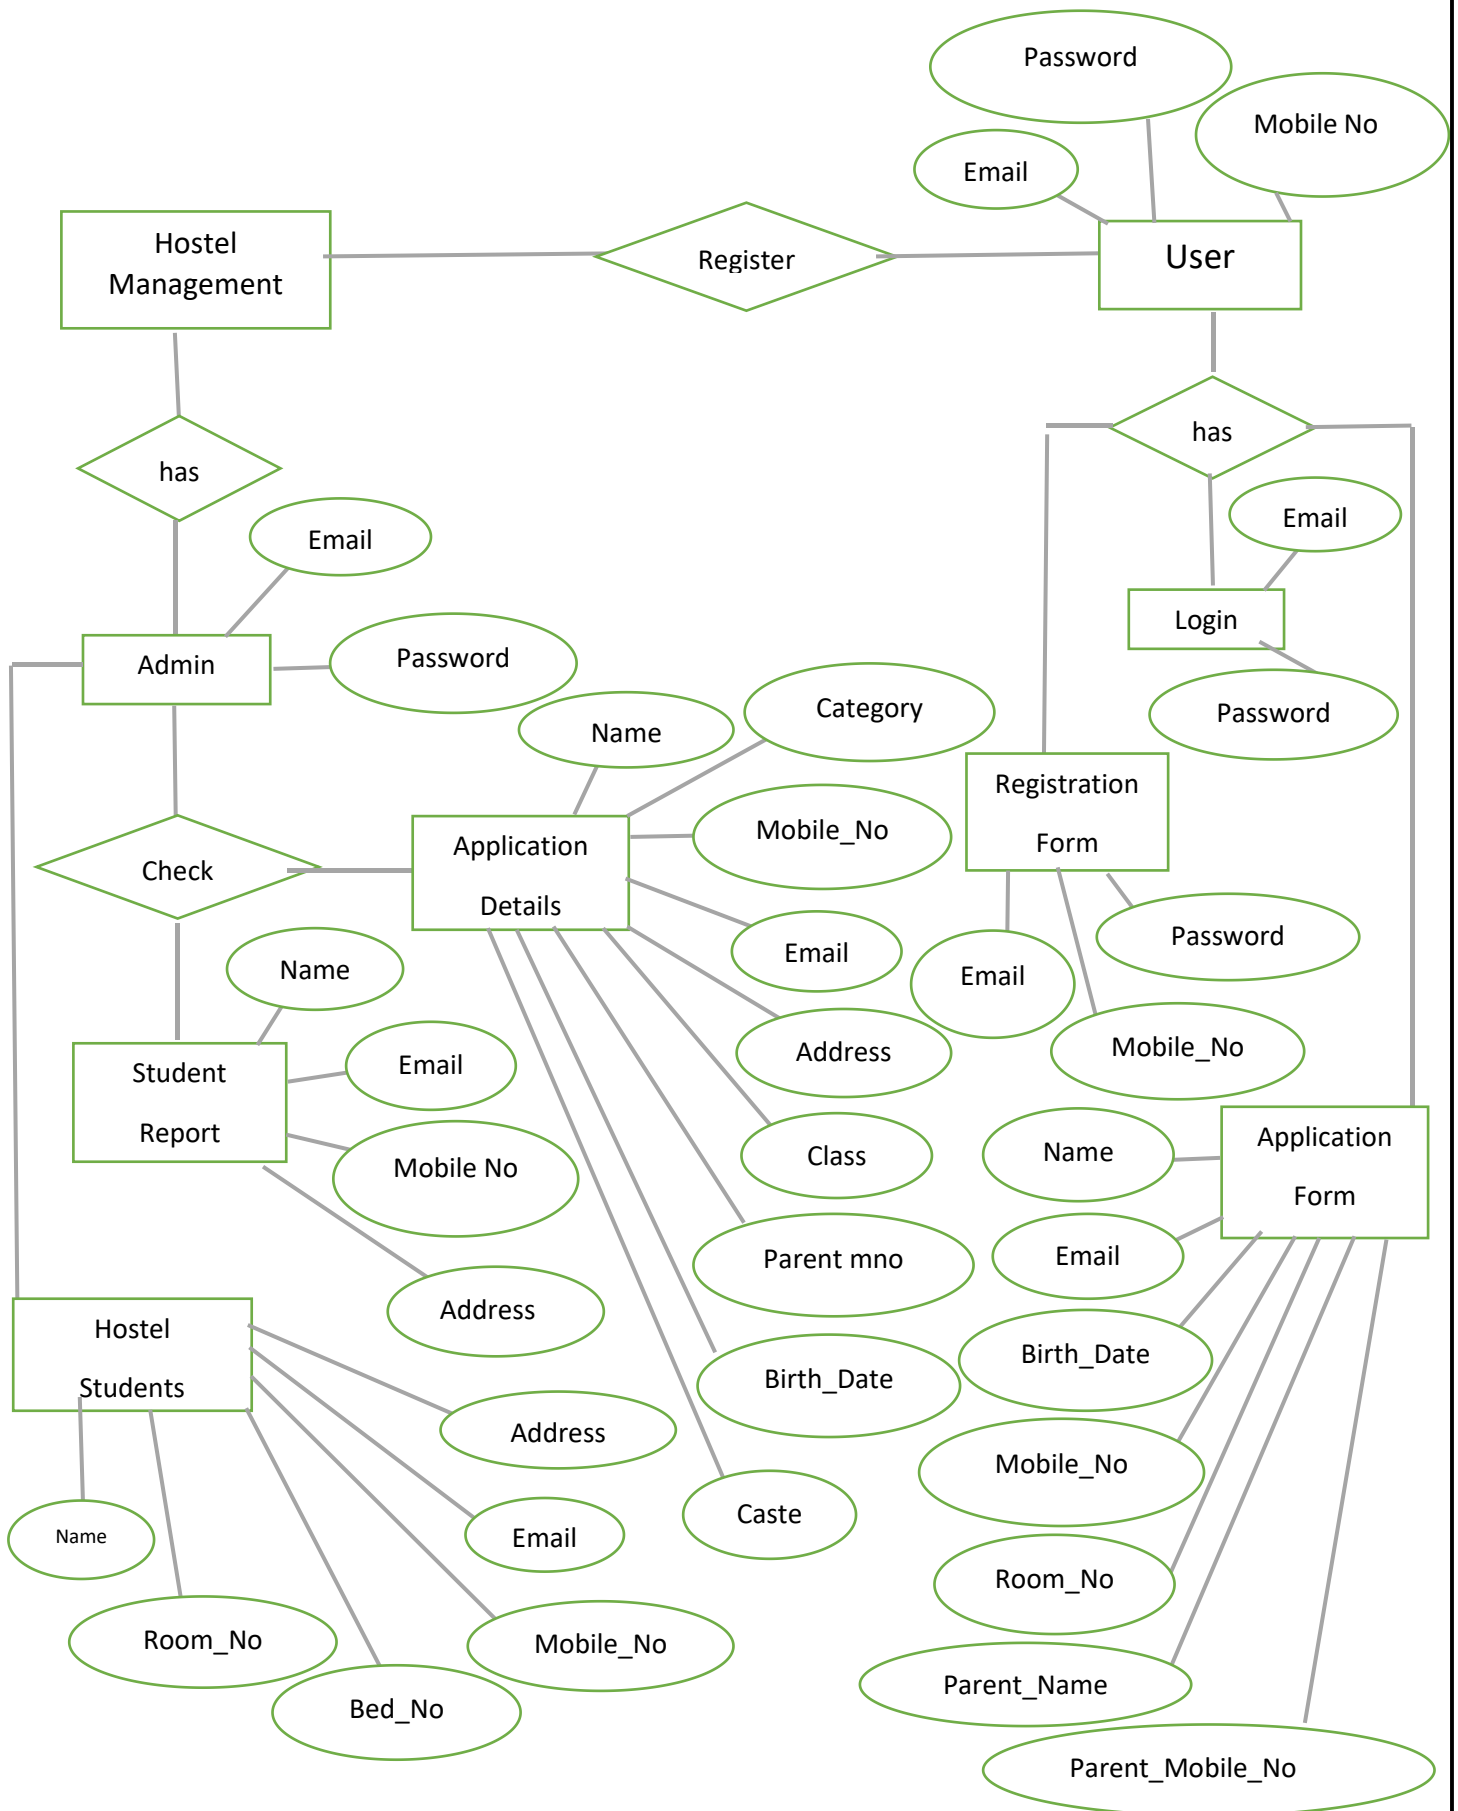 Password
Mobile No
Email
Hostel
Management
Register
User
has
has
Email
Email
Login
Admin
Password
Password
Category
Name
Registration
Form
Mobile_No
Application
Details
Check
Password
Email
Email
Name
Mobile_No
Address
Student
Report
Email
Mobile No
Class
Name
Application
Form
Parent mno
Email
Address
Hostel
Students
Birth_Date
Birth_Date
Address
Mobile_No
Caste
Name
Email
Room_No
Room_No
Mobile_No
Bed_No
Parent_Name
Parent_Mobile_No